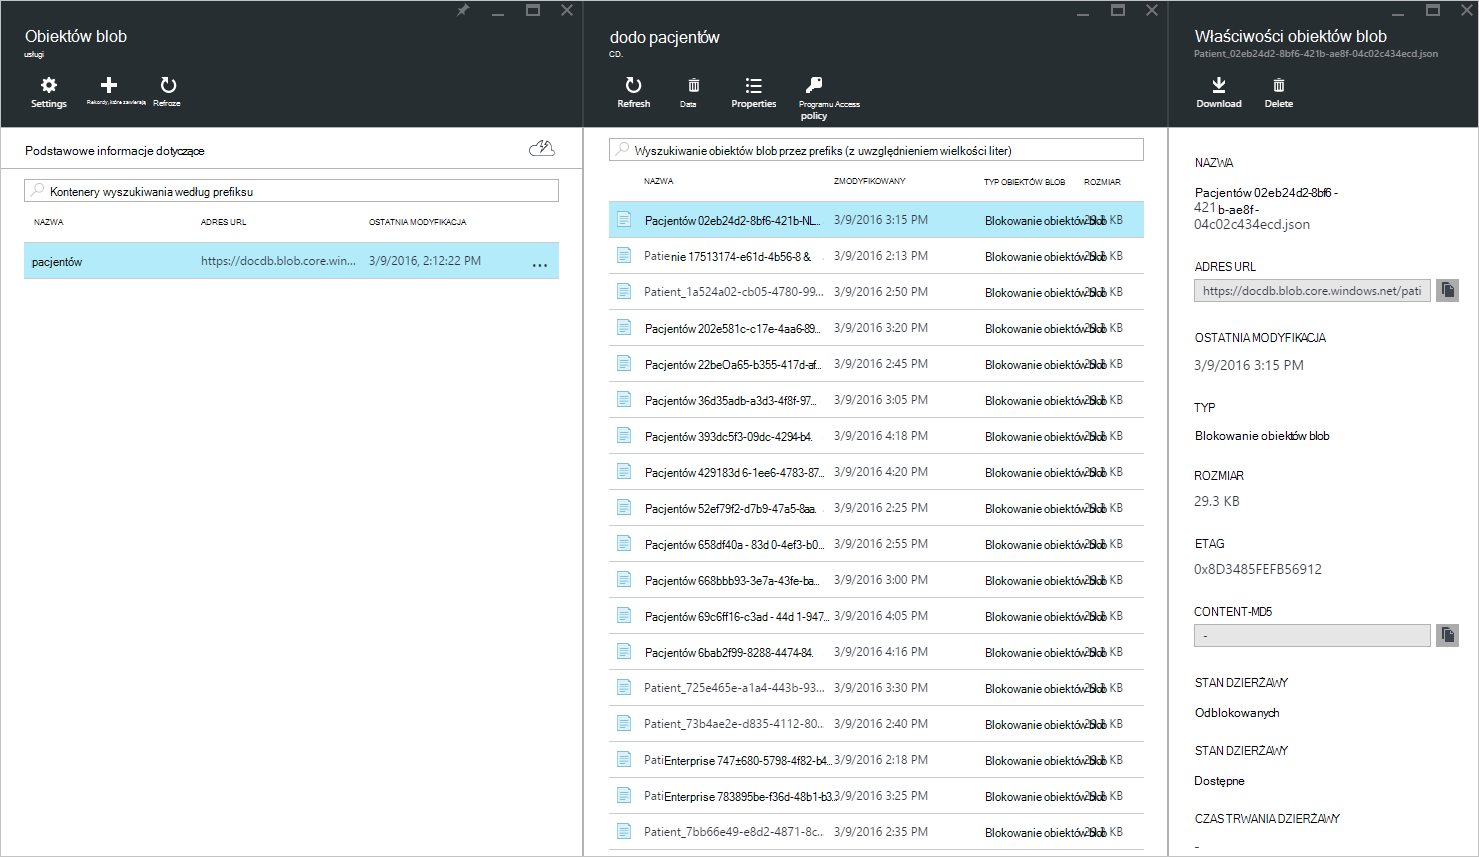 Obiektów blob
usługi
Settings
Rekordy, które zawierają
Refroze
Podstawowe informacje dotyczące
Kontenery wyszukiwania według prefiksu
NAZWA ADRES URL OSTATNIA MODYFIKACJA
pacjentów https://docdb.blob.core.win... 3/9/2016, 2:12:22 PM ...
dodo pacjentów
CD.
Refresh
Data
Properties
Programu Access
policy
Wyszukiwanie obiektów blob przez prefiks (z uwzględnieniem wielkości liter)
NAZWA ZMODYFIKOWANY TYP OBIEKTÓW BLOB ROZMIAR
Pacjentów 02eb24d2-8bf6-421b-NL... 3/9/2016 3:15 PM Blokowanie obiektów blob 29.3 KB
Patienie 17513174-e61d-4b56-8 &. 3/9/2016 2:13 PM Blokowanie obiektów blob 29.3 KB
Patient_1a524a02-cb05-4780-99... 3/9/2016 2:50 PM Blokowanie obiektów blob 29.3 KB
Pacjentów 202e581c-c17e-4aa6-89... 3/9/2016 3:20 PM Blokowanie obiektów blob 29.3 KB
Pacjentów 22beOa65-b355-417d-af... 3/9/2016 2:45 PM Blokowanie obiektów blob 29.3 KB
Pacjentów 36d35adb-a3d3-4f8f-97... 3/9/2016 3:05 PM Blokowanie obiektów blob 29.3 KB
Pacjentów 393dc5f3-09dc-4294-b4. 3/9/2016 4:18 PM Blokowanie obiektów blob 29.3 KB
Pacjentów 429183d 6-1ee6-4783-87... 3/9/2016 4:20 PM Blokowanie obiektów blob 29.3 KB
Pacjentów 52ef79f2-d7b9-47a5-8aa. 3/9/2016 2:25 PM Blokowanie obiektów blob 29.3 KB
Pacjentów 658df40a - 83d 0-4ef3-b0... 3/9/2016 2:55 PM Blokowanie obiektów blob 29.3 KB
Pacjentów 668bbb93-3e7a-43fe-ba... 3/9/2016 3:00 PM Blokowanie obiektów blob 29.3 KB
Pacjentów 69c6ff16-c3ad - 44d 1-947... 3/9/2016 4:05 PM Blokowanie obiektów blob 29.3 KB
Pacjentów 6bab2f99-8288-4474-84. 3/9/2016 4:16 PM Blokowanie obiektów blob 29.3 KB
Patient_725e465e-a1a4-443b-93... 3/9/2016 3:30 PM Blokowanie obiektów blob 29.3 KB
Patient_73b4ae2e-d835-4112-80... 3/9/2016 2:40 PM Blokowanie obiektów blob 29.3 KB
PatiEnterprise 747±680-5798-4f82-b4... 3/9/2016 2:18 PM Blokowanie obiektów blob 29.3 KB
PatiEnterprise 783895be-f36d-48b1-b3... 3/9/2016 3:25 PM Blokowanie obiektów blob 29.3 KB
Patient_7bb66e49-e8d2-4871-8c... 3/9/2016 2:35 PM Blokowanie obiektów blob 29.3 KB
Właściwości obiektów blob
Patient_02eb24d2-8bf6-421b-ae8f-04c02c434ecd.json
Download
Delete
NAZWA
Pacjentów 02eb24d2-8bf6 -
421b-ae8f -
04c02c434ecd.json
ADRES URL
https://docdb.blob.core.windows.net/pati
OSTATNIA MODYFIKACJA
3/9/2016 3:15 PM
TYP
Blokowanie obiektów blob
ROZMIAR
29.3 KB
ETAG
0x8D3485FEFB56912
CONTENT-MD5
-
STAN DZIERŻAWY
Odblokowanych
STAN DZIERŻAWY
Dostępne
CZAS TRWANIA DZIERŻAWY
-